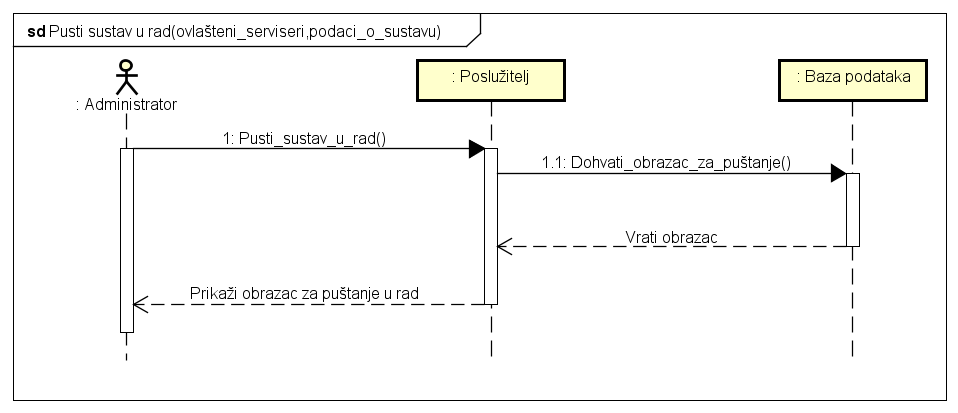 sd Pusti sustav u rad(ovlašteni_serviseri,podaci_o_sustavu)
: Administrator
: Poslužitelj
: Baza podataka
1: Pusti_sustav_u_rad()
1.1: Dohvati_obrazac_za_puštanje()
Vrati obrazac
Prikaži obrazac za puštanje u rad